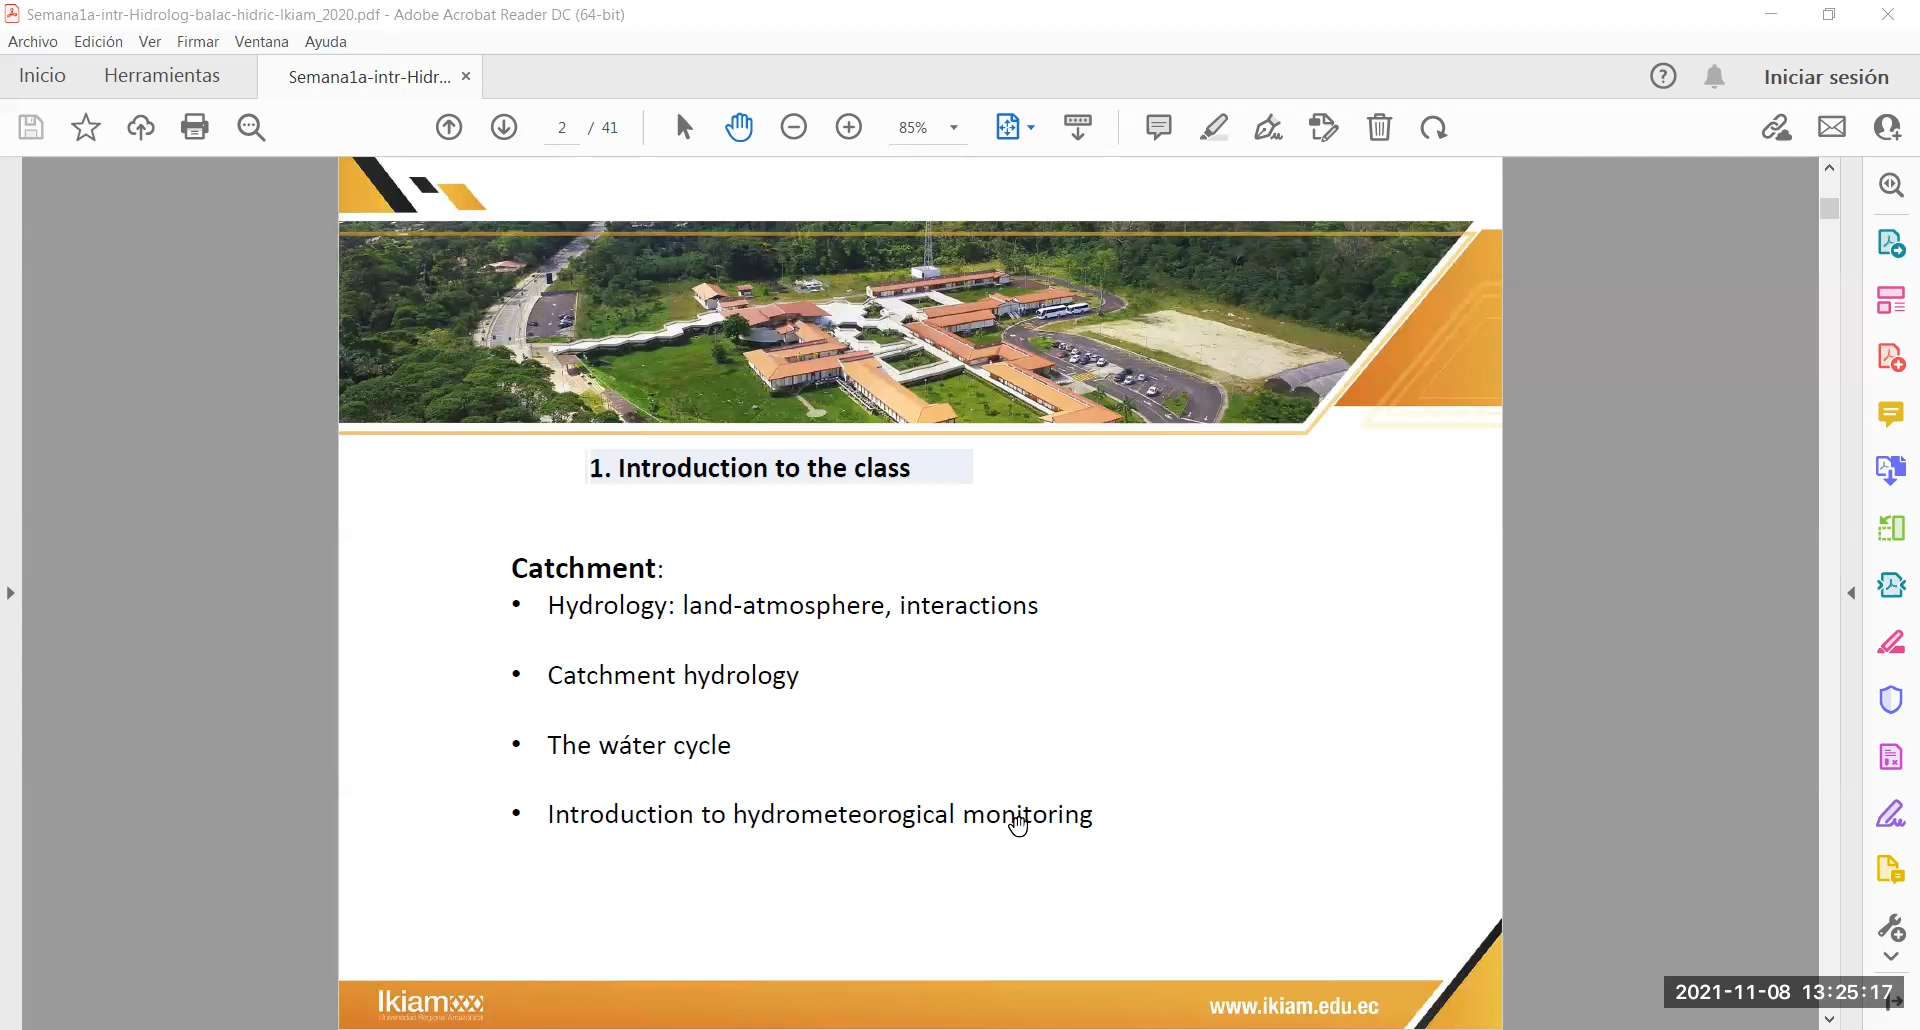 Semana1a-intr-Hidrolog-balac-hidric-Ikiam_2020.pdf - Adobe Acrobat Reader DC (64-bit)
Archivo Edición Ver Firmar Ventana Ayuda
Inicio Herramientas Semana1a-intr-Hidr... × Iniciar sesión
2 / 41 85%
1. Introduction to the class
Catchment:
• Hydrology: land-atmosphere, interactions
• Catchment hydrology
• The wáter cycle
• Introduction to hydrometeorogical monitoring
Ikiam
Universidad Regional Amazónica
www.ikiam.edu.ec
2021-11-08 13:25:17